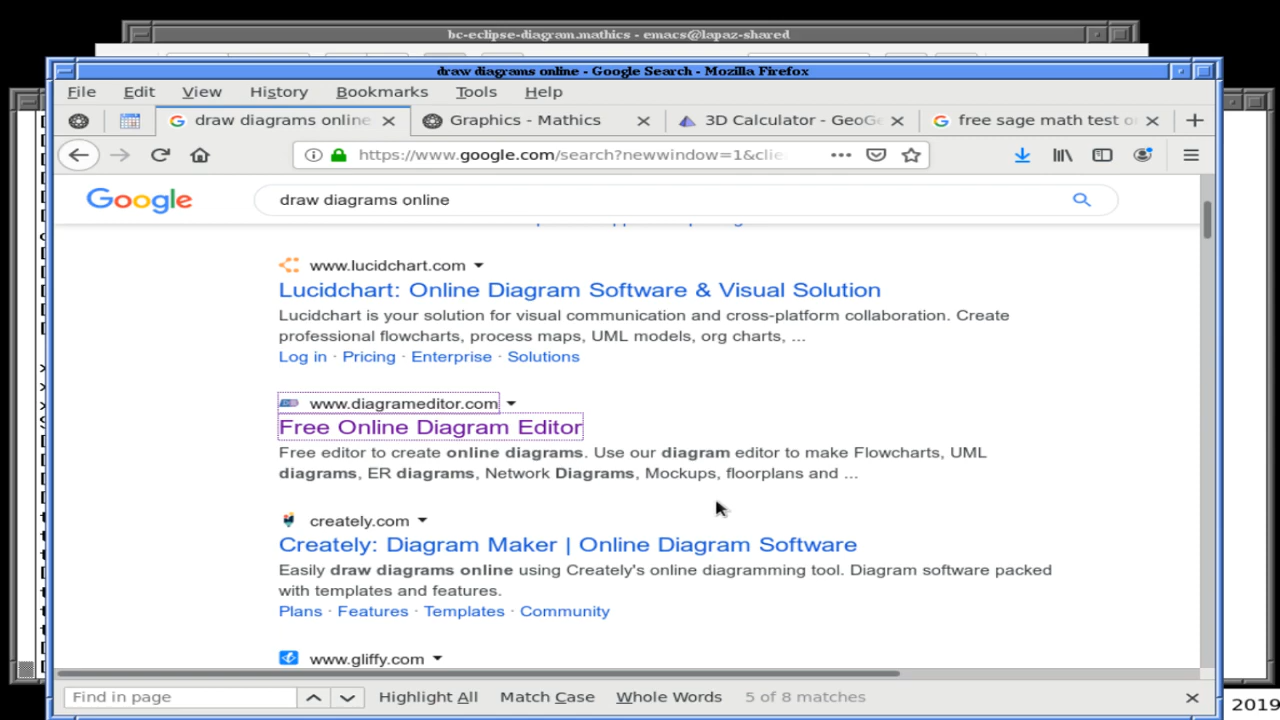 bc-eclipse-diagram.mathics - emacs@lapaz-shared
draw diagrams online - Google Search - Mozilla Firefox
File Edit View History Bookmarks Tools Help
draw diagrams online Graphics - Mathics 3D Calculator - GeoGe free sage math test o
https://www.google.com/search?newwindow=1&clie
Google draw diagrams online
www.lucidchart.com
Lucidchart: Online Diagram Software & Visual Solution
Lucidchart is your solution for visual communication and cross-platform collaboration. Create
professional flowcharts, process maps, UML models, org charts, ...
Log in · Pricing · Enterprise · Solutions
www.diagrameditor.com
Free Online Diagram Editor
Free editor to create online diagrams. Use our diagram editor to make Flowcharts, UML
diagrams, ER diagrams, Network Diagrams, Mockups, floorplans and ...
creately.com
Creately: Diagram Maker | Online Diagram Software
Easily draw diagrams online using Creately's online diagramming tool. Diagram software packed
with templates and features.
Plans · Features · Templates · Community
www.gliffy.com
Find in page Highlight All Match Case Whole Words 5 of 8 matches
2019